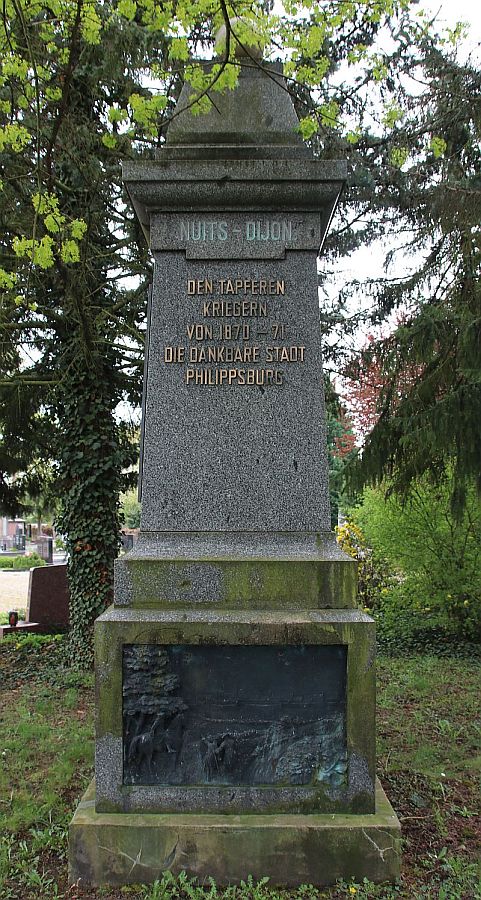 NUITS - DIJON
DEN TAPFEREN
KRIEGERN
VON 1870 - 71
DIE DANKBARE STADT
PHILIPPSBURG